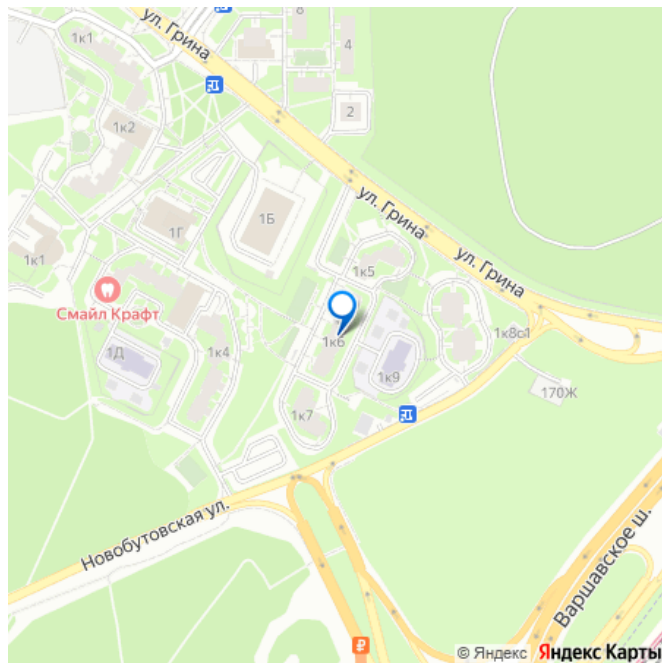 ул. Грина
8
1к1
4
1к2
2
1Б
ул. Грина
1Г
1к1
ул. Грина
1к5
Смайл Крафт
1к8с1
1к6
1Д
1к4
1к9
170Ж
1к7
Новобутовская ул.
Варшавское ш.
© Яндекс Яндекс Карты